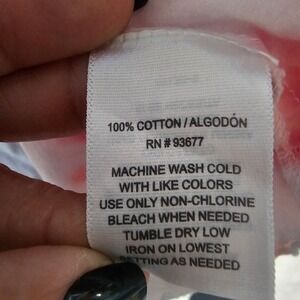 100% COTTON / ALGODÓN
RN # 93677
MACHINE WASH COLD
WITH LIKE COLORS
USE ONLY NON-CHLORINE
BLEACH WHEN NEEDED
TUMBLE DRY LOW
IRON ON LOWEST
SETTING AS NEEDED